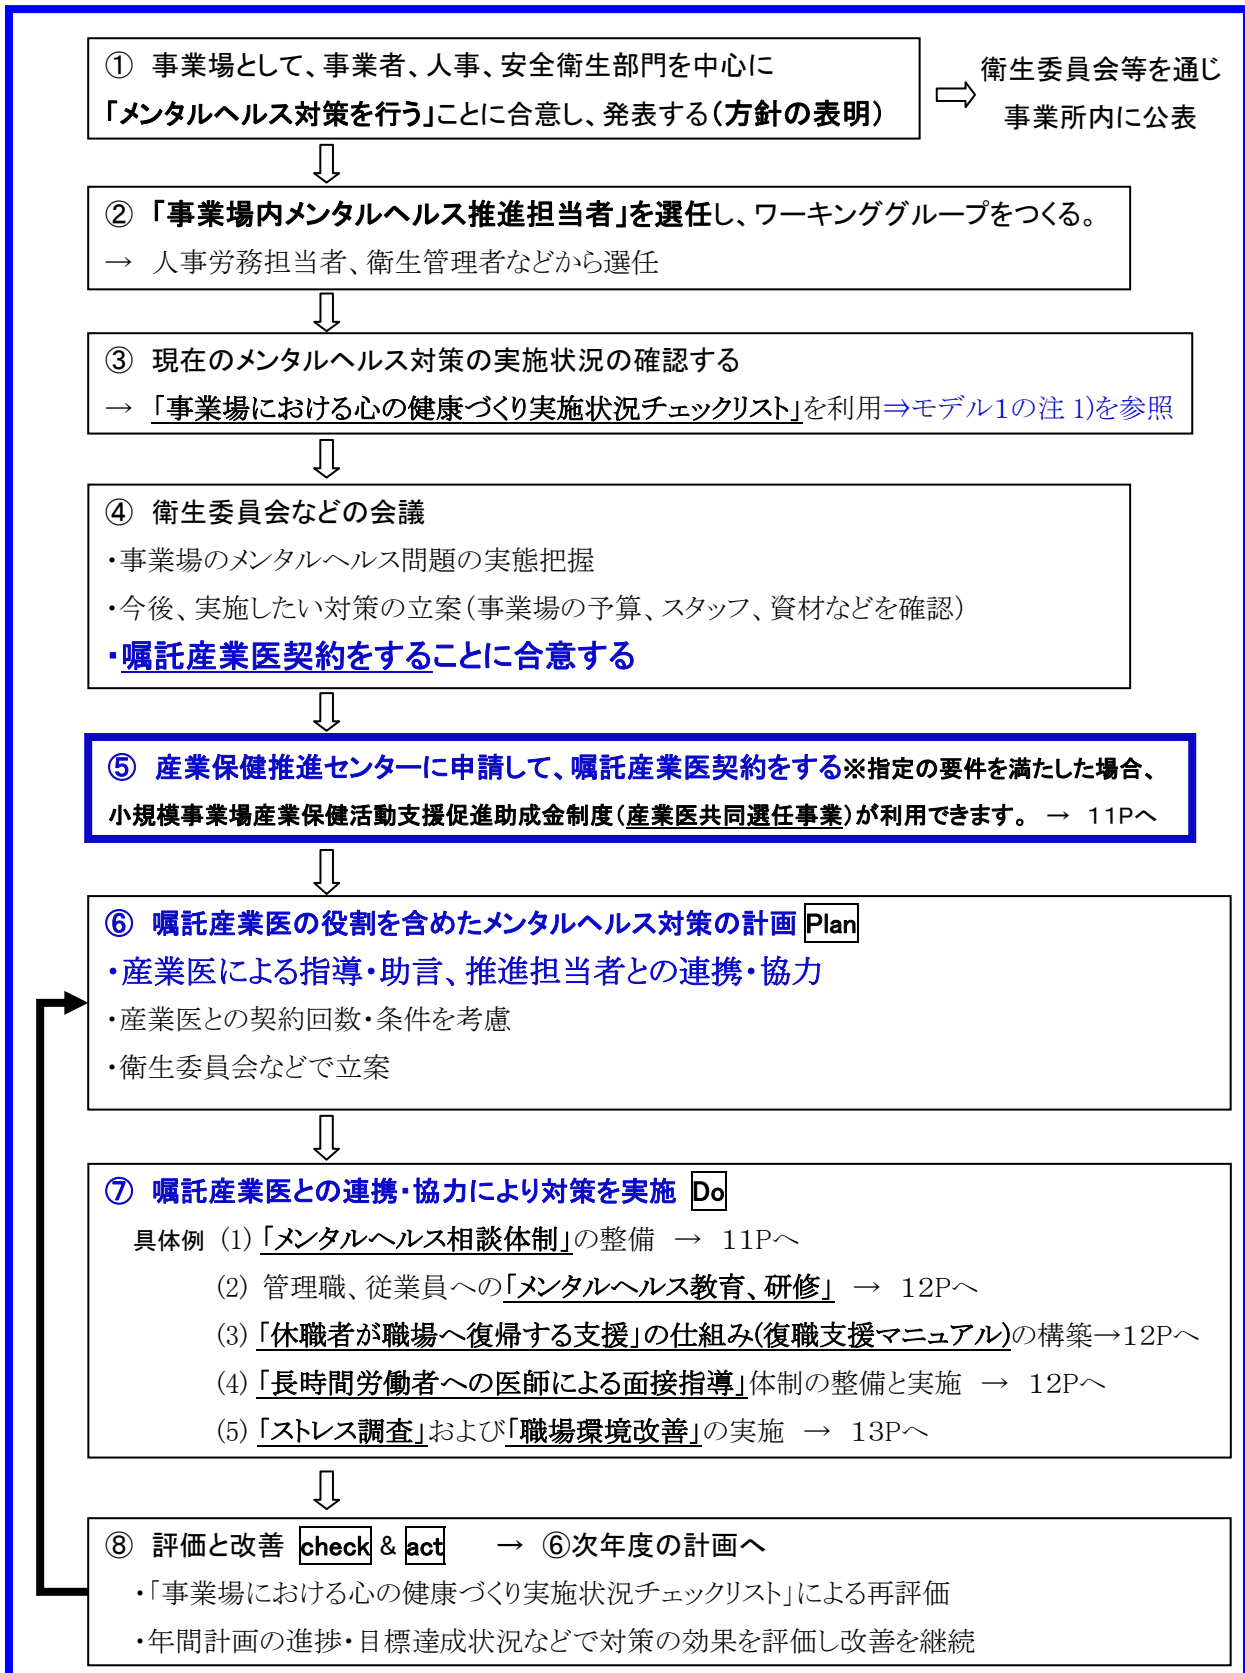 ① 事業場として、事業者、人事、安全衛生部門を中心に
「メンタルヘルス対策を行う」ことに合意し、発表する(方針の表明)
⇨ 衛生委員会等を通じ
事業所内に公表
② 「事業場内メンタルヘルス推進担当者」を選任し、ワーキンググループをつくる。
→ 人事労務担当者、衛生管理者などから選任
③ 現在のメンタルヘルス対策の実施状況の確認する
→ 「事業場における心の健康づくり実施状況チェックリスト」を利用⇒モデル1の注 1)を参照
④ 衛生委員会などの会議
・事業場のメンタルヘルス問題の実態把握
・今後、実施したい対策の立案(事業場の予算、スタッフ、資材などを確認)
・嘱託産業医契約をすることに合意する
⑤ 産業保健推進センターに申請して、嘱託産業医契約をする※指定の要件を満たした場合、
小規模事業場産業保健活動支援促進助成金制度(産業医共同選任事業)が利用できます。 → 11Pへ
⑥ 嘱託産業医の役割を含めたメンタルヘルス対策の計画 Plan
・産業医による指導・助言、推進担当者との連携・協力
・産業医との契約回数・条件を考慮
・衛生委員会などで立案
⑦ 嘱託産業医との連携・協力により対策を実施 Do
具体例 (1) 「メンタルヘルス相談体制」の整備 → 11Pへ
(2) 管理職、従業員への「メンタルヘルス教育、研修」 → 12Pへ
(3) 「休職者が職場へ復帰する支援」の仕組み(復職支援マニュアル)の構築→12Pへ
(4) 「長時間労働者への医師による面接指導」体制の整備と実施 → 12Pへ
(5) 「ストレス調査」および「職場環境改善」の実施 → 13Pへ
⑧ 評価と改善 check & act → ⑥次年度の計画へ
・「事業場における心の健康づくり実施状況チェックリスト」による再評価
・年間計画の進捗・目標達成状況などで対策の効果を評価し改善を継続